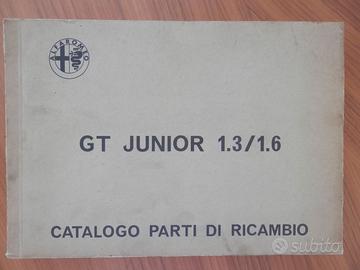 ALFA ROMEO
GT JUNIOR 1.3/1.6
CATALOGO PARTI DI RICAMBIO
subito